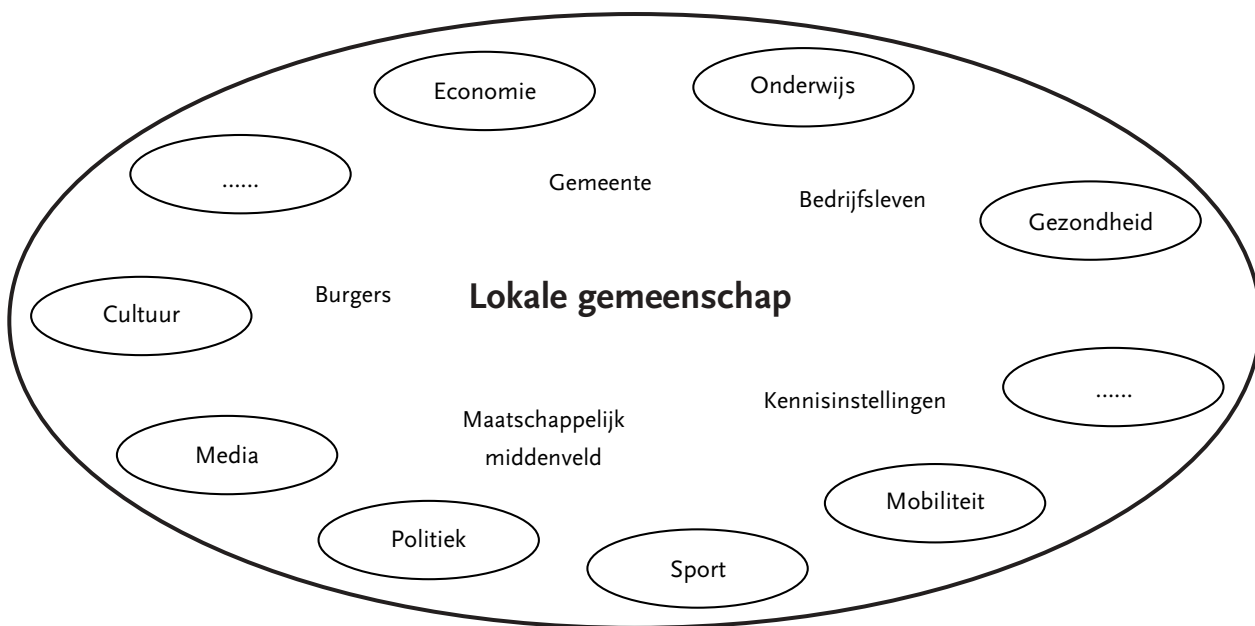 Economie
Onderwijs
......
Gemeente
Bedrijfsleven
Gezondheid
Cultuur
Burgers
Lokale gemeenschap
......
Kennisinstellingen
Maatschappelijk
middenveld
Media
Mobiliteit
Politiek
Sport